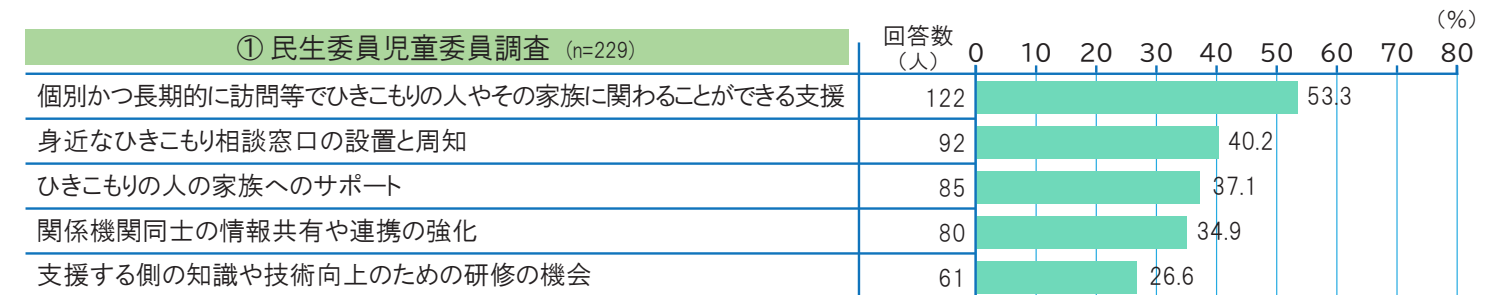 (%)
① 民生委員児童委員調査 (n=229) 回答数(人) 0 10 20 30 40 50 60 70 80
個別かつ長期的に訪問等でひきこもりの人やその家族に関わることができる支援 122 53.3
身近なひきこもり相談窓口の設置と周知 92 40.2
ひきこもりの人の家族へのサポート 85 37.1
関係機関同士の情報共有や連携の強化 80 34.9
支援する側の知識や技術向上のための研修の機会 61 26.6